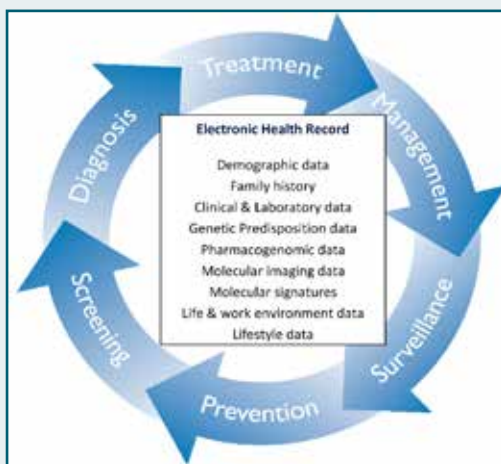 Treatment
Management
Surveillance
Prevention
Screening
Diagnosis
Electronic Health Record
Demographic data
Family history
Clinical & Laboratory data
Genetic Predisposition data
Pharmacogenomic data
Molecular imaging data
Molecular signatures
Life & work environment data
Lifestyle data